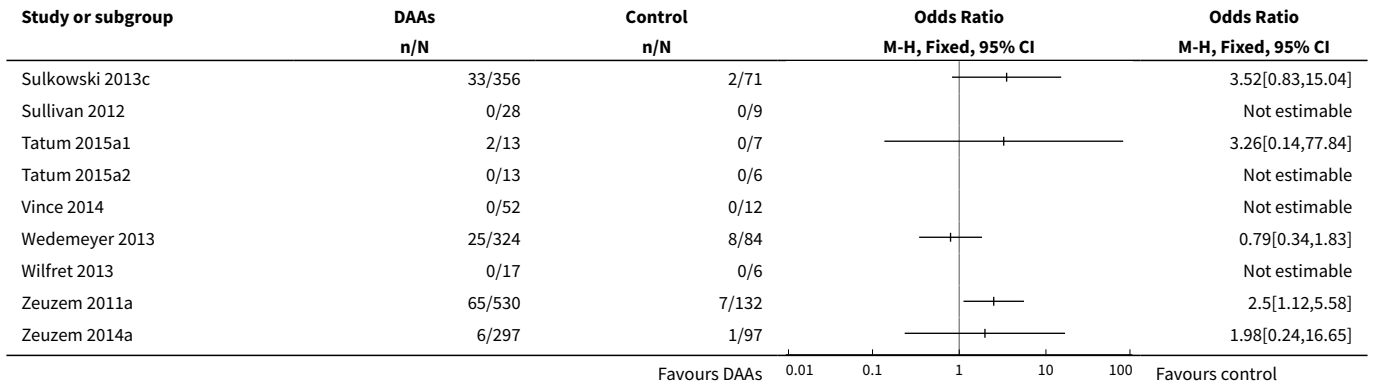 Study or subgroup DAAs Control Odds Ratio Odds Ratio
n/N n/N M-H, Fixed, 95% CI M-H, Fixed, 95% CI
Sulkowski 2013c 33/356 2/71 3.52[0.83,15.04]
Sullivan 2012 0/28 0/9 Not estimable
Tatum 2015a1 2/13 0/7 3.26[0.14,77.84]
Tatum 2015a2 0/13 0/6 Not estimable
Vince 2014 0/52 0/12 Not estimable
Wedemeyer 2013 25/324 8/84 0.79[0.34,1.83]
Wilfret 2013 0/17 0/6 Not estimable
Zeuzem 2011a 65/530 7/132 2.5[1.12,5.58]
Zeuzem 2014a 6/297 1/97 1.98[0.24,16.65]
Favours DAAs 0.01 0.1 1 10 100 Favours control